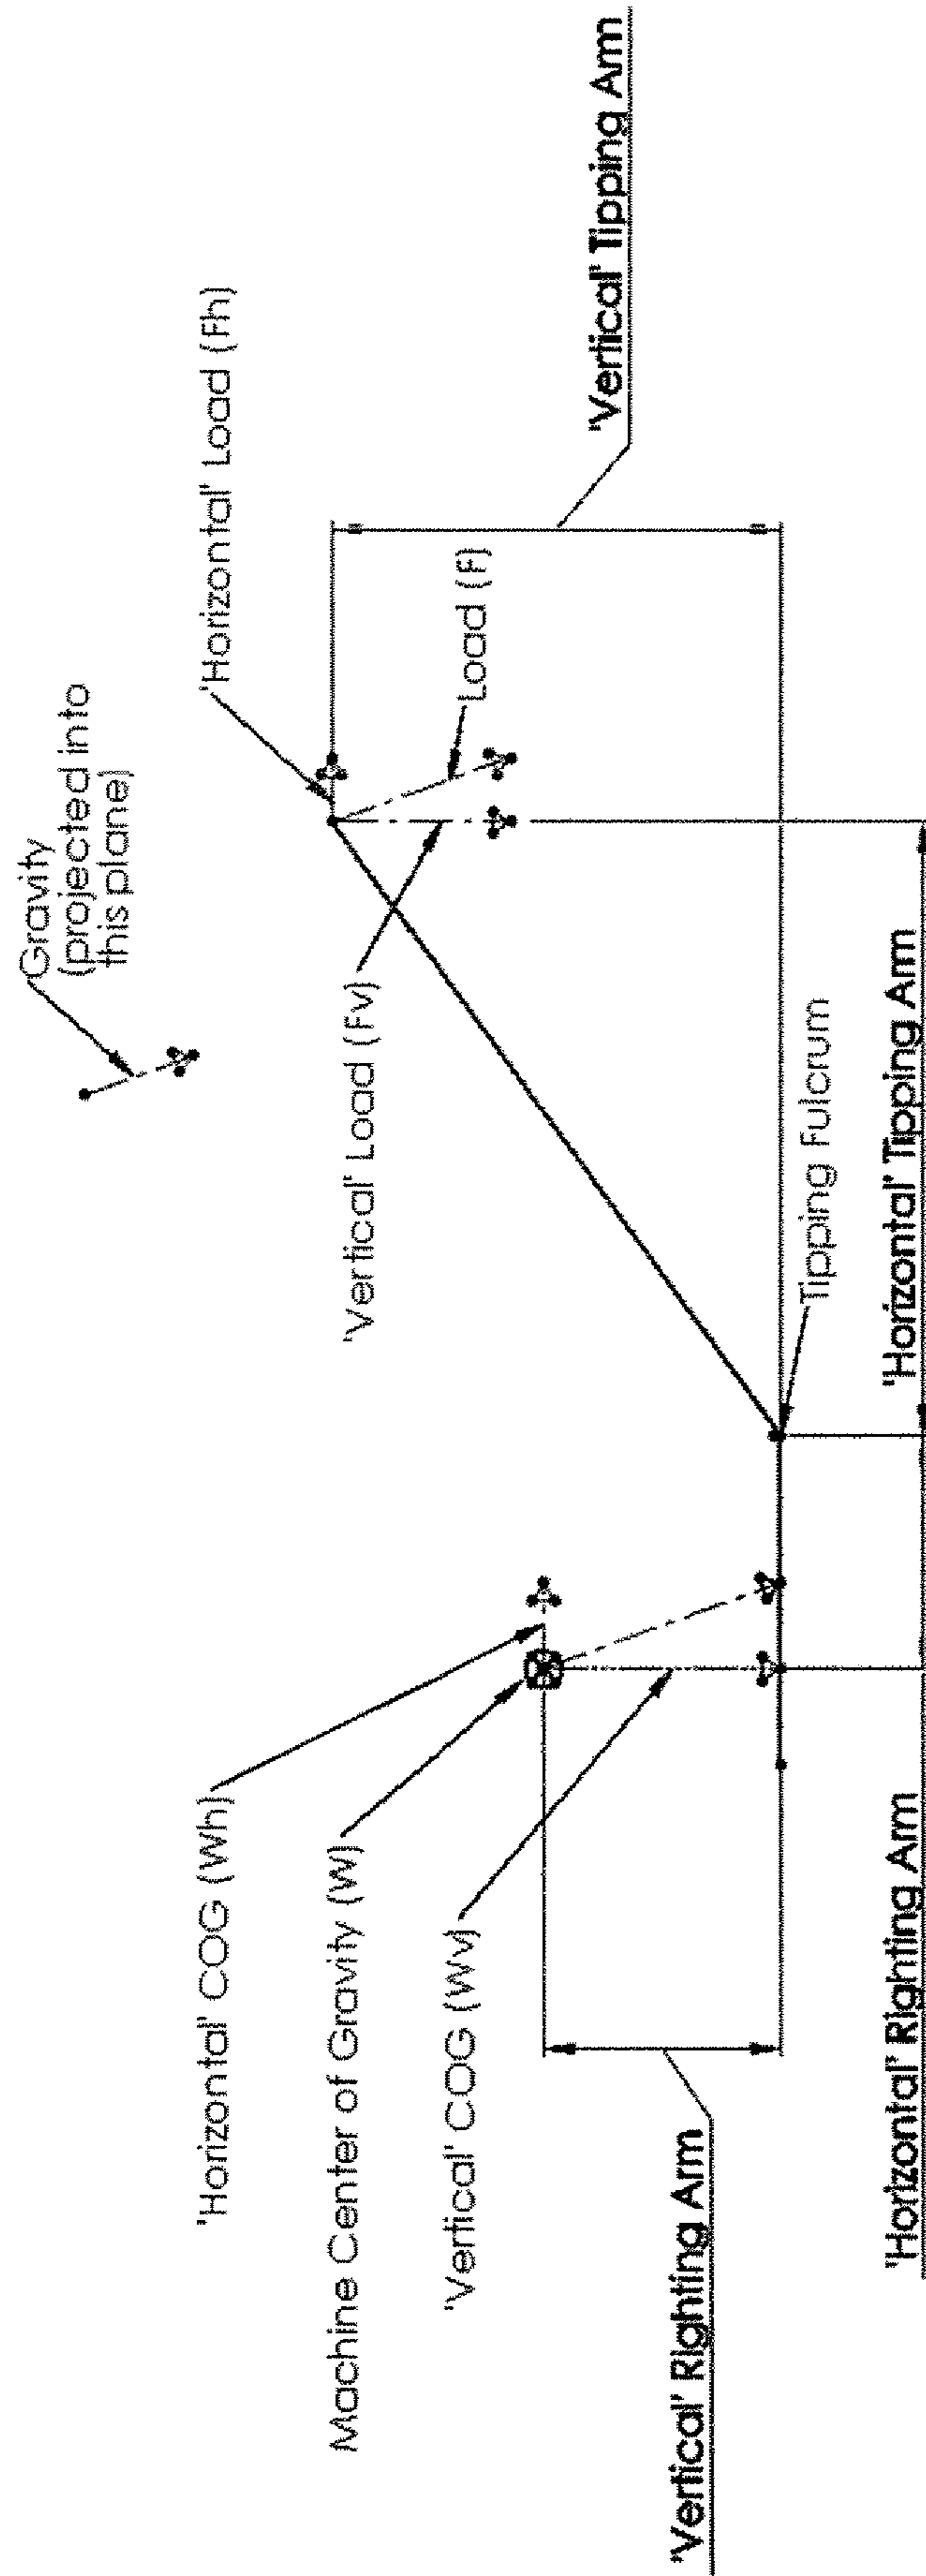 Gravity
(projected into
this plane)
'Horizontal' Load (Fh)
'Vertical' Tipping Arm
Load (F)
'Vertical' Load (Fv)
Tipping Fulcrum
'Horizontal' Tipping Arm
'Horizontal' COG (Wh)
Machine Center of Gravity (W)
'Vertical' COG (Wv)
'Vertical' Righting Arm
'Horizontal' Righting Arm